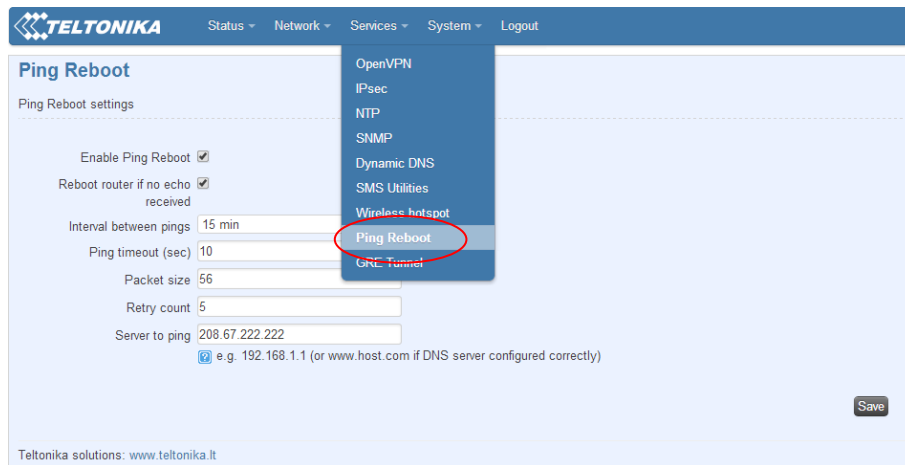 TELTONIKA Status Network Services System Logout
OpenVPN
IPsec
NTP
SNMP
Dynamic DNS
SMS Utilities
Wireless hotspot
Ping Reboot
GRE Tunnel
Ping Reboot
Ping Reboot settings
Enable Ping Reboot
Reboot router if no echo
received
Interval between pings 15 min
Ping timeout (sec) 10
Packet size 56
Retry count 5
Server to ping 208.67.222.222
e.g. 192.168.1.1 (or www.host.com if DNS server configured correctly)
Save
Teltonika solutions: www.teltonika.lt